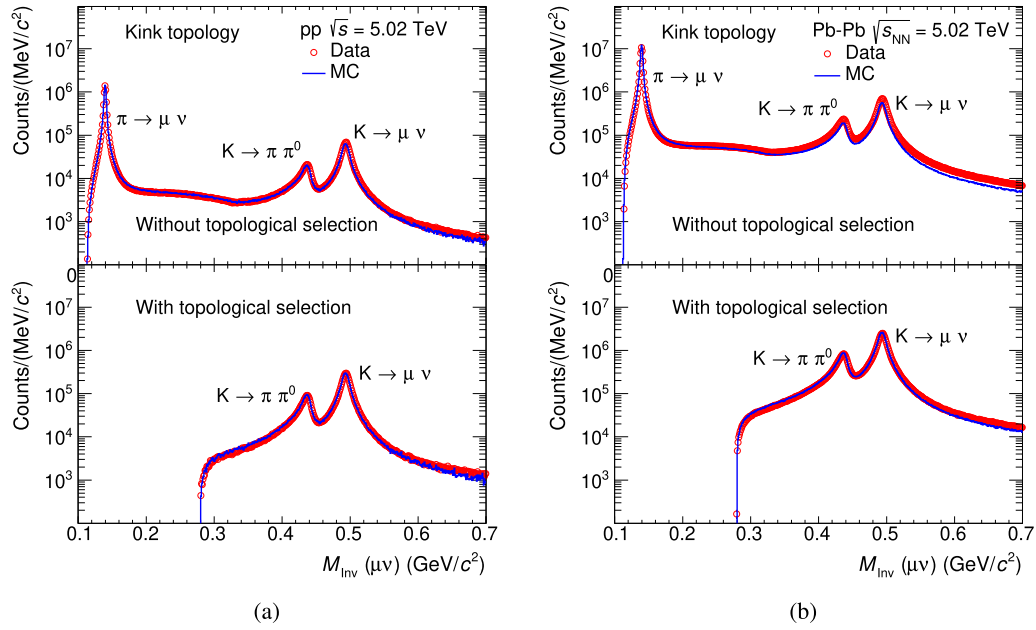 Counts/(MeV/c²)
10⁷
10⁶
10⁵
10⁴
10³
Kink topology
pp √s = 5.02 TeV
Data
MC
π → μ ν
K → π π⁰
K → μ ν
Without topological selection
0
Counts/(MeV/c²)
10⁷
10⁶
10⁵
10⁴
10³
With topological selection
K → π π⁰
K → μ ν
0.1 0.2 0.3 0.4 0.5 0.6 0.7
M_Inv (μν) (GeV/c²)
(a)
Counts/(MeV/c²)
10⁷
10⁶
10⁵
10⁴
10³
Kink topology
Pb-Pb √s_NN = 5.02 TeV
Data
MC
π → μ ν
K → π π⁰
K → μ ν
Without topological selection
0
Counts/(MeV/c²)
10⁷
10⁶
10⁵
10⁴
10³
With topological selection
K → π π⁰
K → μ ν
0.1 0.2 0.3 0.4 0.5 0.6 0.7
M_Inv (μν) (GeV/c²)
(b)